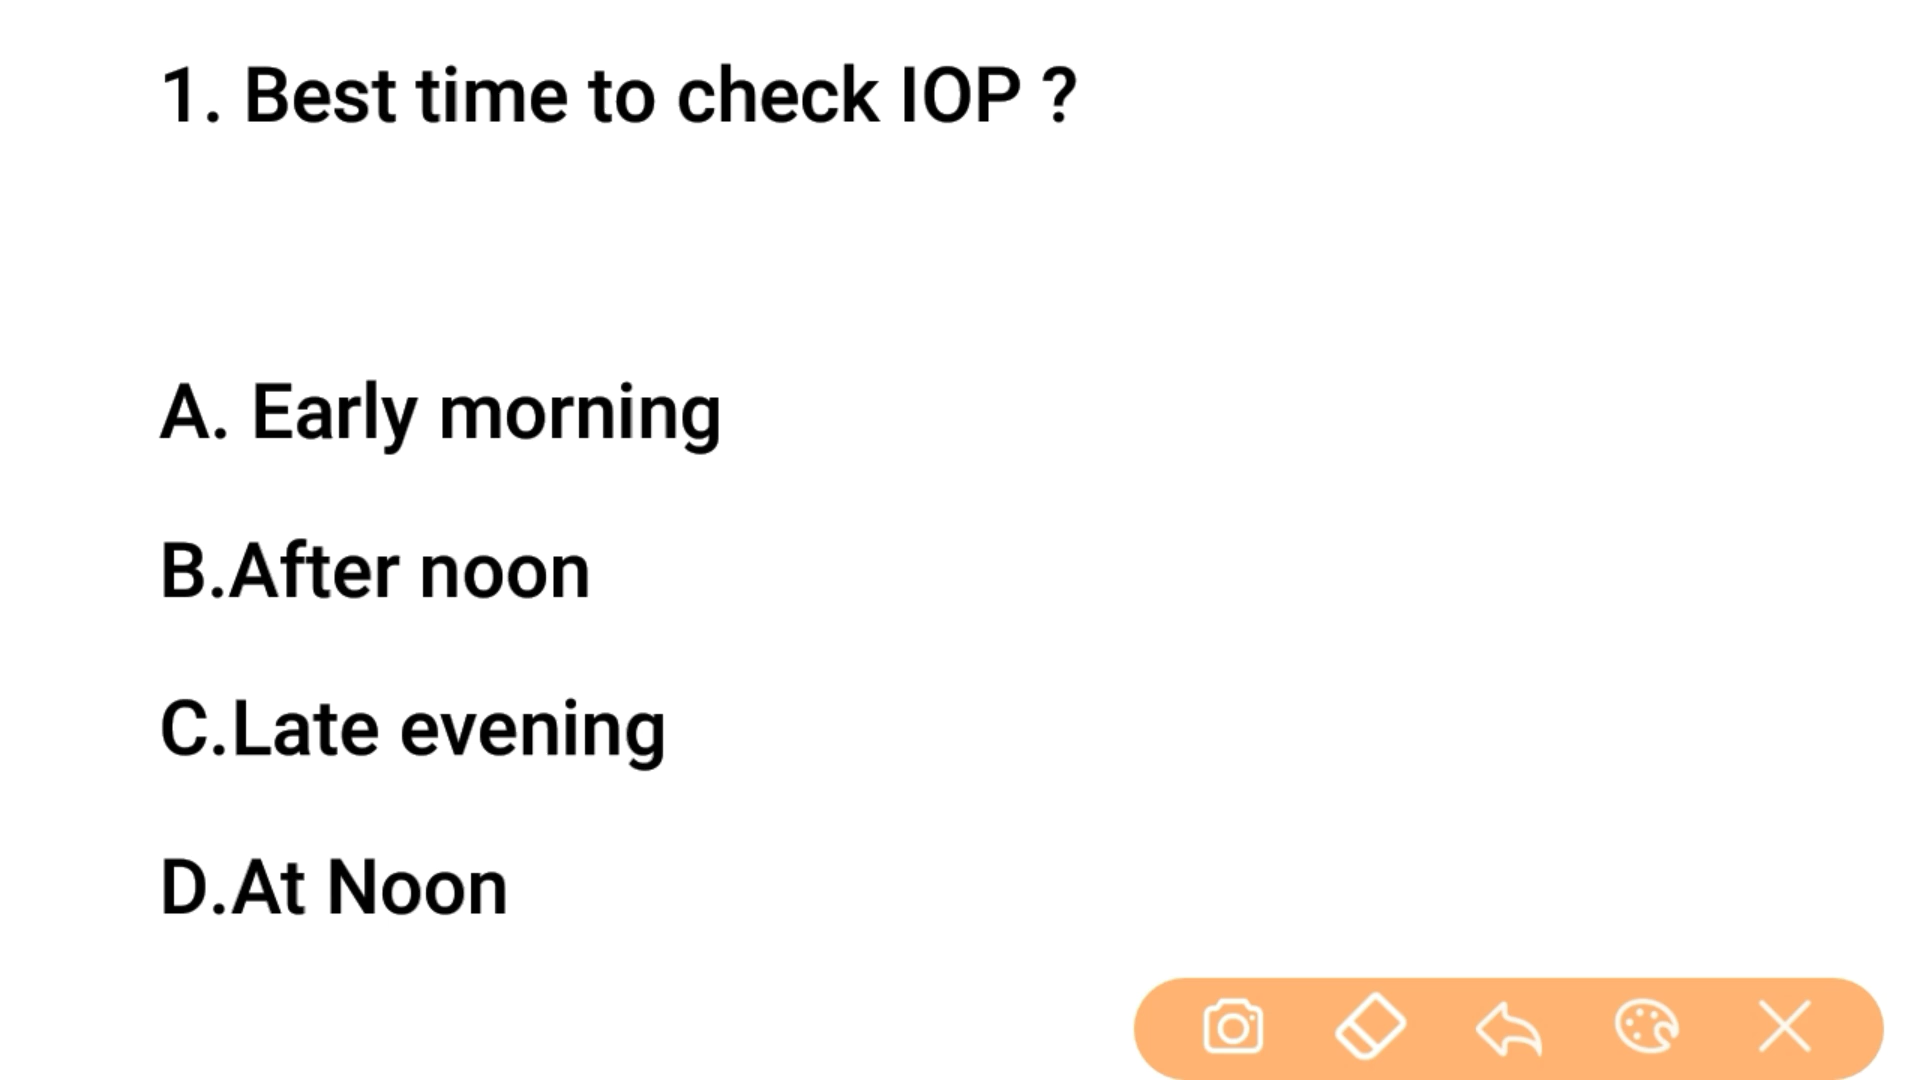 1. Best time to check IOP ?
A. Early morning
B.After noon
C.Late evening
D.At Noon